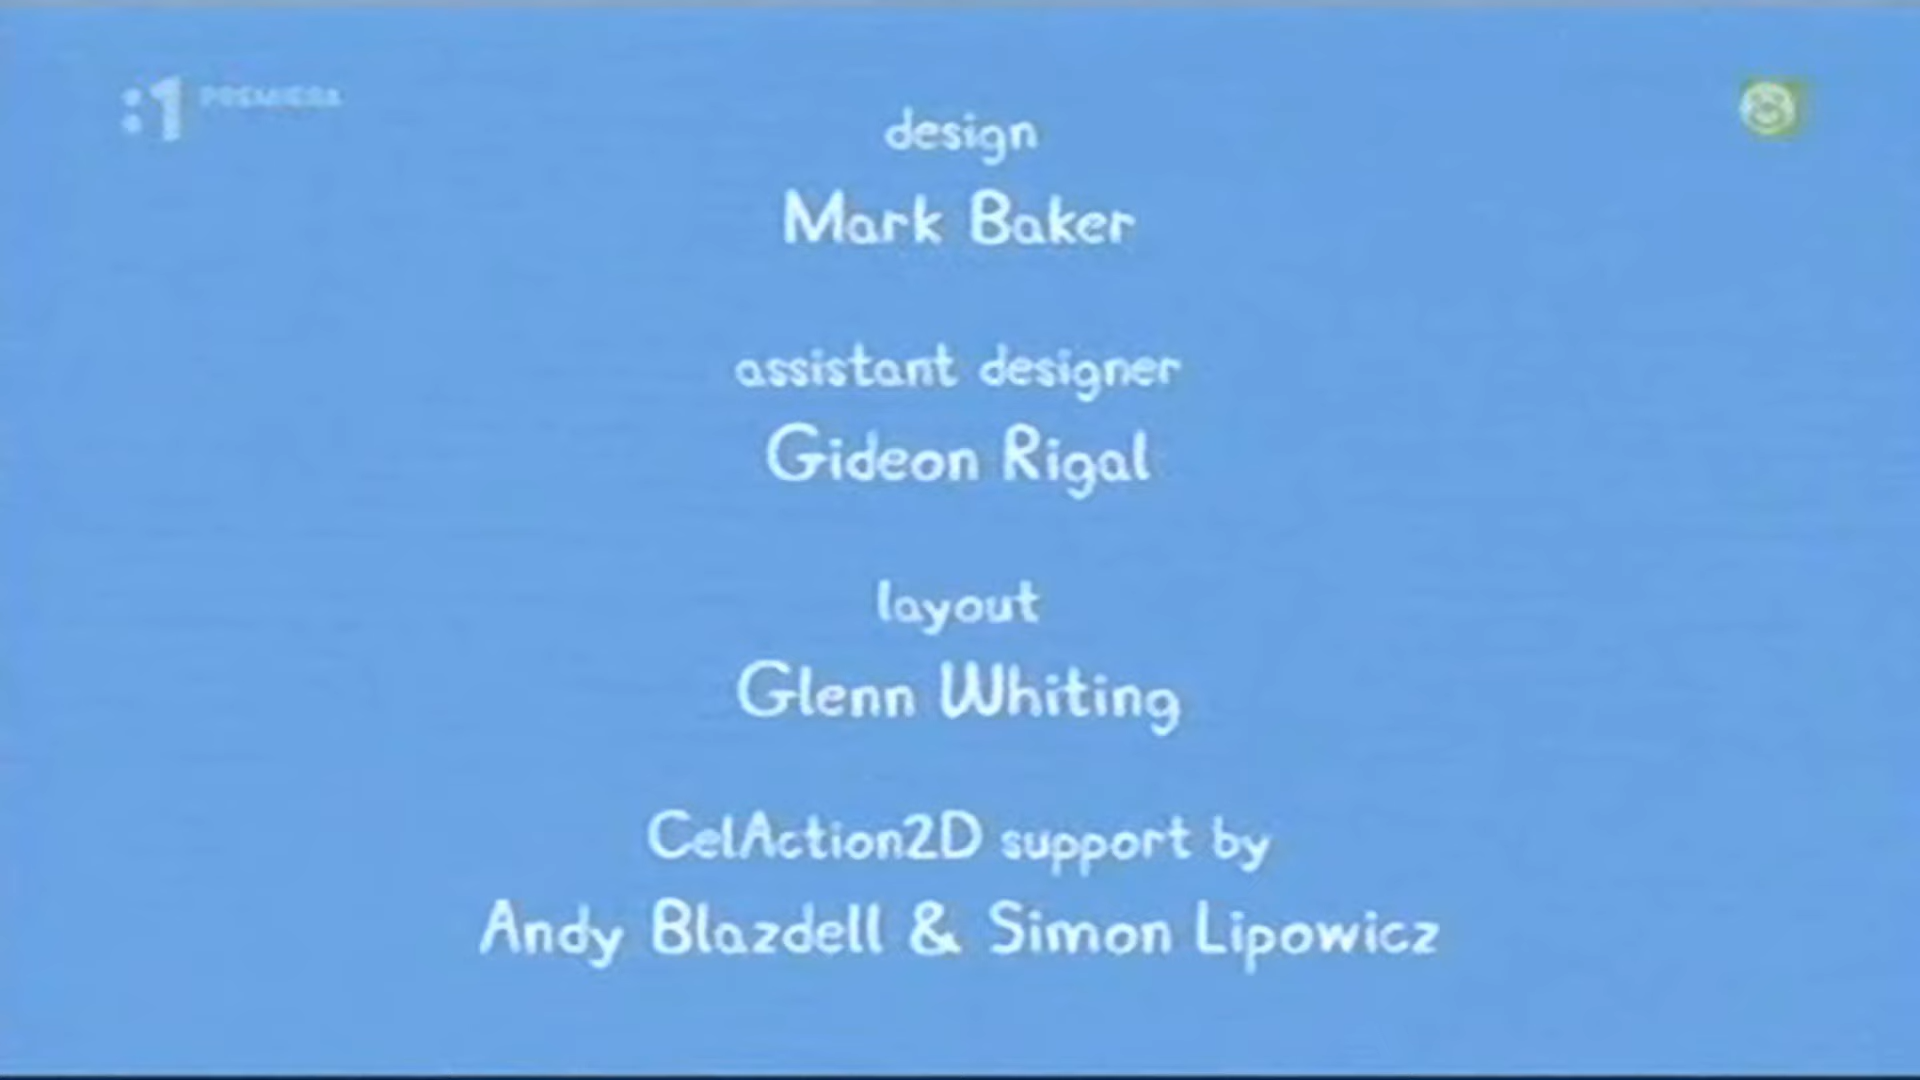 :1 PREMIÉRA
design
Mark Baker
assistant designer
Gideon Rigal
layout
Glenn Whiting
CelAction2D support by
Andy Blazdell & Simon Lipowicz